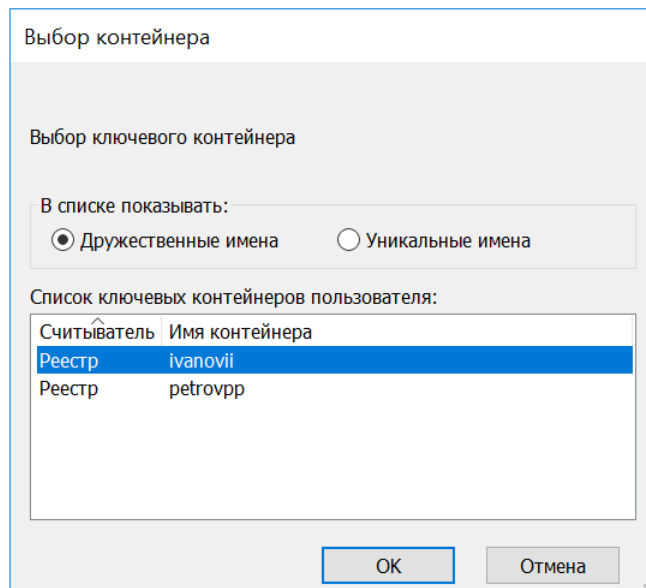 Выбор контейнера
Выбор ключевого контейнера
В списке показывать:
Дружественные имена Уникальные имена
Список ключевых контейнеров пользователя:
Считыватель Имя контейнера
Реестр ivanovii
Реестр petrovpp
OK Отмена